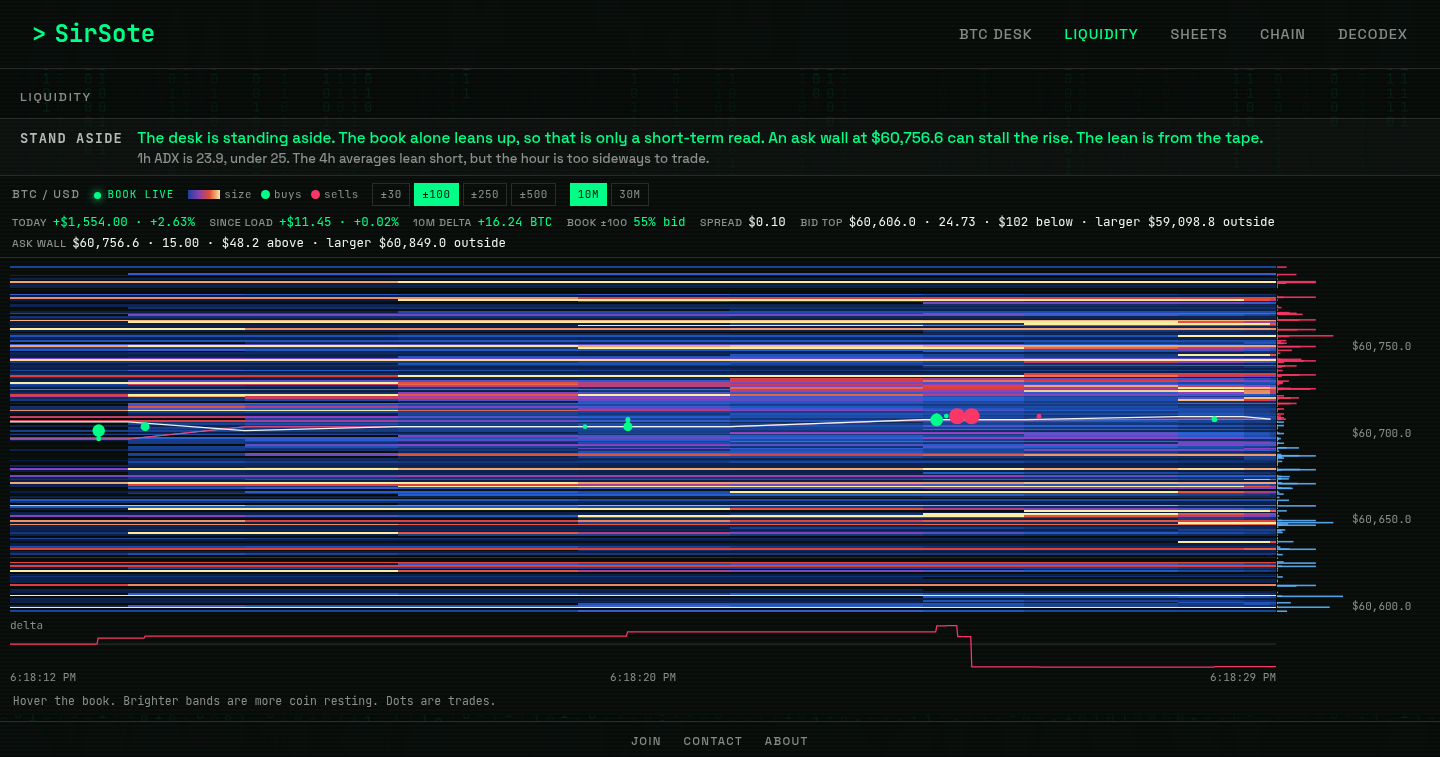 > SirSote
BTC DESK LIQUIDITY SHEETS CHAIN DECODEX
LIQUIDITY
STAND ASIDE The desk is standing aside. The book alone leans up, so that is only a short-term read. An ask wall at $60,756.6 can stall the rise. The lean is from the tape.
1h ADX is 23.9, under 25. The 4h averages lean short, but the hour is too sideways to trade.
BTC / USD BOOK LIVE size buys sells ±30 ±100 ±250 ±500 10M 30M
TODAY +$1,554.00 · +2.63% SINCE LOAD +$11.45 · +0.02% 10M DELTA +16.24 BTC BOOK ±100 55% bid SPREAD $0.10 BID TOP $60,606.0 · 24.73 · $102 below · larger $59,098.8 outside
ASK WALL $60,756.6 · 15.00 · $48.2 above · larger $60,849.0 outside
$60,750.0
$60,700.0
$60,650.0
$60,600.0
delta
6:18:12 PM 6:18:20 PM 6:18:29 PM
Hover the book. Brighter bands are more coin resting. Dots are trades.
JOIN CONTACT ABOUT